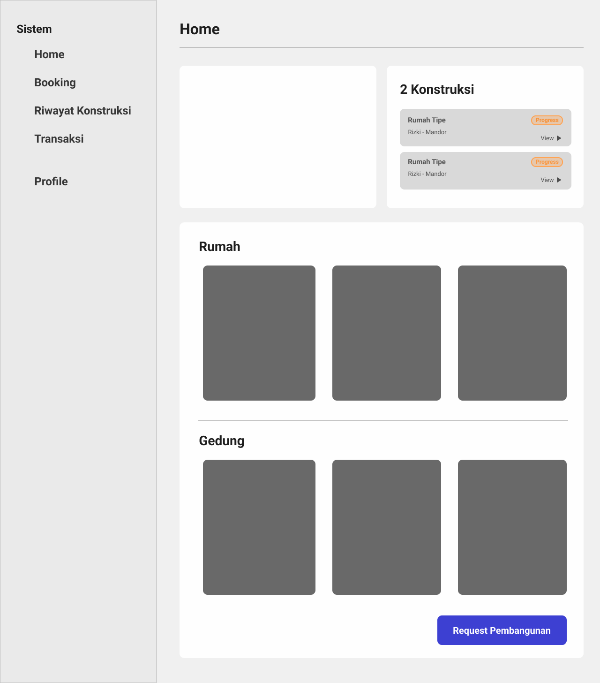 Sistem
Home
Booking
Riwayat Konstruksi
Transaksi
Profile
Home
2 Konstruksi
Rumah Tipe
Progress
Rizki - Mandor
View
Rumah Tipe
Progress
Rizki - Mandor
View
Rumah
Gedung
Request Pembangunan